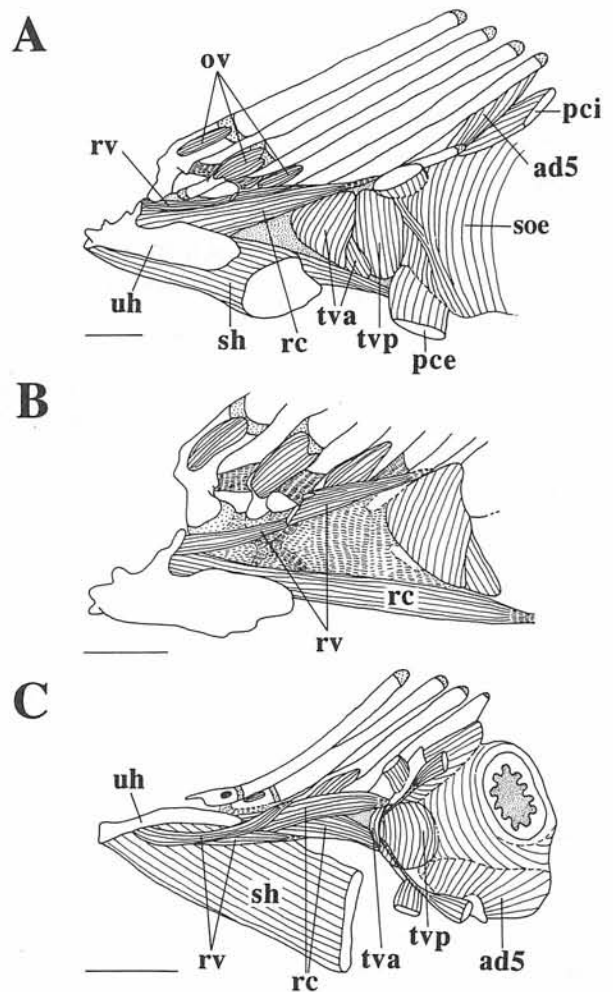 A
ov
rv
pci
ad5
soe
uh
sh
rc
tva
tvp
pce
B
rc
rv
C
uh
sh
rv
rc
tva
tvp
ad5